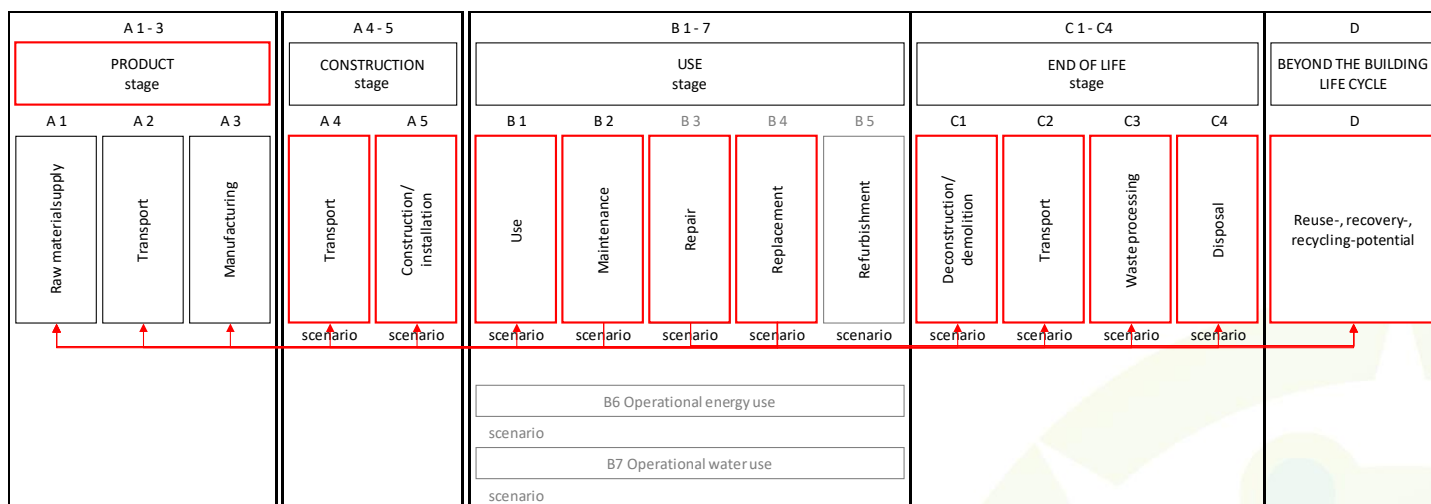 A 1 - 3
A 4 - 5
B 1 - 7
C 1 - C4
D
PRODUCT
stage
CONSTRUCTION
stage
USE
stage
END OF LIFE
stage
BEYOND THE BUILDING
LIFE CYCLE
A 1
A 2
A 3
A 4
A 5
B 1
B 2
B 3
B 4
B 5
C1
C2
C3
C4
D
Raw materialsupply
Transport
Manufacturing
Transport
Construction/
installation
Use
Maintenance
Repair
Replacement
Refurbishment
Deconstruction/
demolition
Transport
Wasteprocessing
Disposal
Reuse-, recovery-,
recycling-potential
scenario
scenario
scenario
scenario
scenario
scenario
scenario
scenario
scenario
scenario
scenario
B6 Operational energy use
scenario
B7 Operational water use
scenario